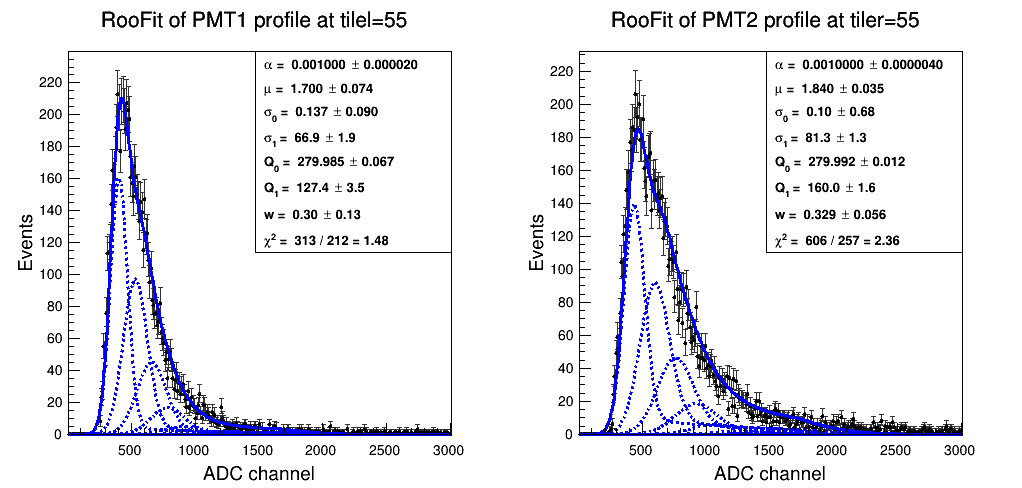 RooFit of PMT1 profile at tilel=55
α = 0.001000 ± 0.000020
μ = 1.700 ± 0.074
σ0 = 0.137 ± 0.090
σ1 = 66.9 ± 1.9
Q0 = 279.985 ± 0.067
Q1 = 127.4 ± 3.5
w = 0.30 ± 0.13
χ² = 313 / 212 = 1.48
Events
220
200
180
160
140
120
100
80
60
40
20
0
500 1000 1500 2000 2500 3000
ADC channel
RooFit of PMT2 profile at tiler=55
α = 0.0010000 ± 0.0000040
μ = 1.840 ± 0.035
σ0 = 0.10 ± 0.68
σ1 = 81.3 ± 1.3
Q0 = 279.992 ± 0.012
Q1 = 160.0 ± 1.6
w = 0.329 ± 0.056
χ² = 606 / 257 = 2.36
Events
220
200
180
160
140
120
100
80
60
40
20
0
500 1000 1500 2000 2500 3000
ADC channel